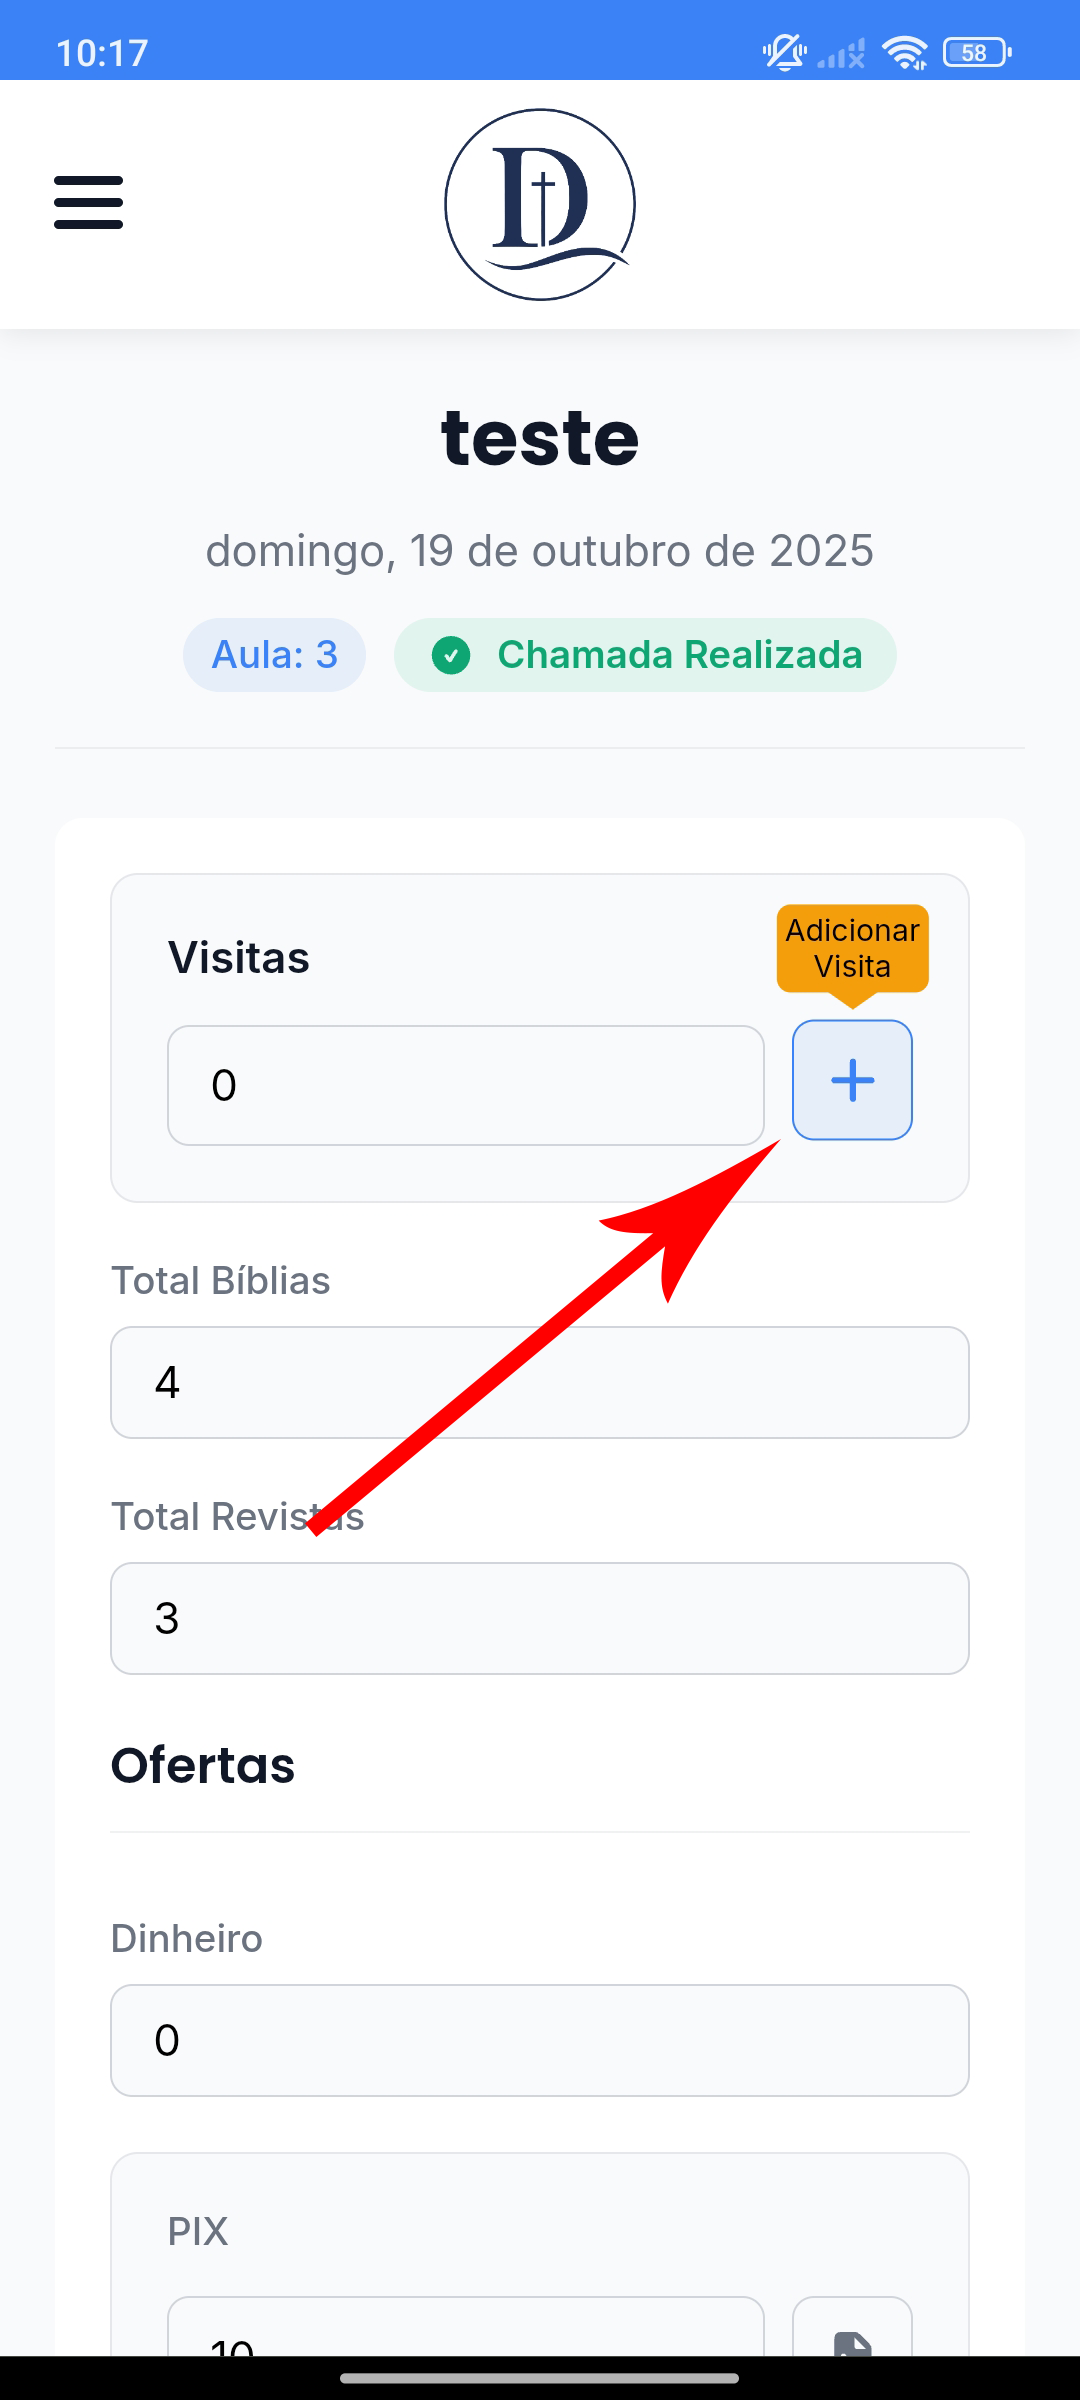 10:17
58
D
teste
domingo, 19 de outubro de 2025
Aula: 3
Chamada Realizada
Visitas
Adicionar
Visita
0
Total Bíblias
4
Total Revistas
3
Ofertas
Dinheiro
0
PIX
10